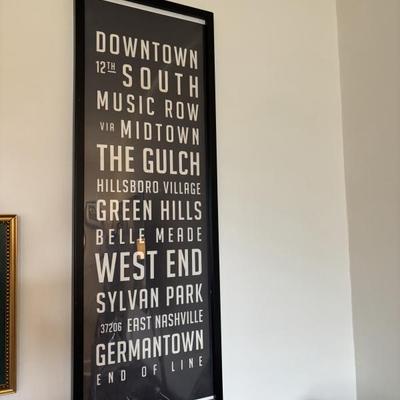 DOWNTOWN
12TH SOUTH
MUSIC ROW
VIA MIDTOWN
THE GULCH
HILLSBORO VILLAGE
GREEN HILLS
BELLE MEADE
WEST END
SYLVAN PARK
37206 EAST NASHVILLE
GERMANTOWN
END OF LINE